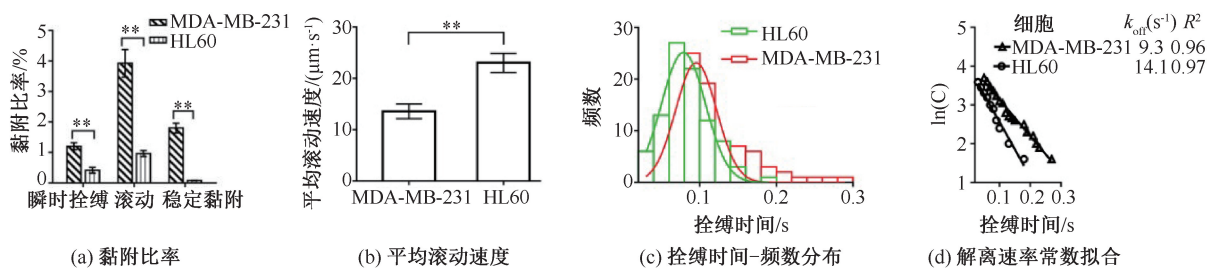 黏附比率/%
5
4
3
2
1
0
**
**
**
MDA-MB-231
HL60
瞬时拴缚 滚动 稳定黏附
(a) 黏附比率
平均滚动速度/(μm·s⁻¹)
30
20
10
0
**
MDA-MB-231 HL60
(b) 平均滚动速度
频数
30
20
10
0
HL60
MDA-MB-231
0.1 0.2 0.3
拴缚时间/s
(c) 拴缚时间-频数分布
ln(C)
5
4
3
2
1
细胞 koff(s⁻¹) R²
MDA-MB-231 9.3 0.96
HL60 14.1 0.97
0.1 0.2 0.3
拴缚时间/s
(d) 解离速率常数拟合